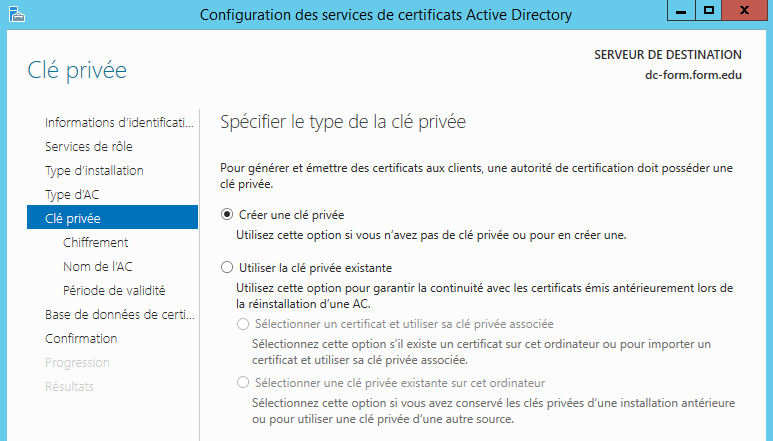 Configuration des services de certificats Active Directory
Clé privée
SERVEUR DE DESTINATION
dc-form.form.edu
Informations d'identificati...
Services de rôle
Type d'installation
Type d'AC
Clé privée
Chiffrement
Nom de l'AC
Période de validité
Base de données de certi...
Confirmation
Progression
Résultats
Spécifier le type de la clé privée
Pour générer et émettre des certificats aux clients, une autorité de certification doit posséder une
clé privée.
Créer une clé privée
Utilisez cette option si vous n'avez pas de clé privée ou pour en créer une.
Utiliser la clé privée existante
Utilisez cette option pour garantir la continuité avec les certificats émis antérieurement lors de
la réinstallation d'une AC.
Sélectionner un certificat et utiliser sa clé privée associée
Sélectionnez cette option s'il existe un certificat sur cet ordinateur ou pour importer un
certificat et utiliser sa clé privée associée.
Sélectionner une clé privée existante sur cet ordinateur
Sélectionnez cette option si vous avez conservé les clés privées d'une installation antérieure
ou pour utiliser une clé privée d'une autre source.